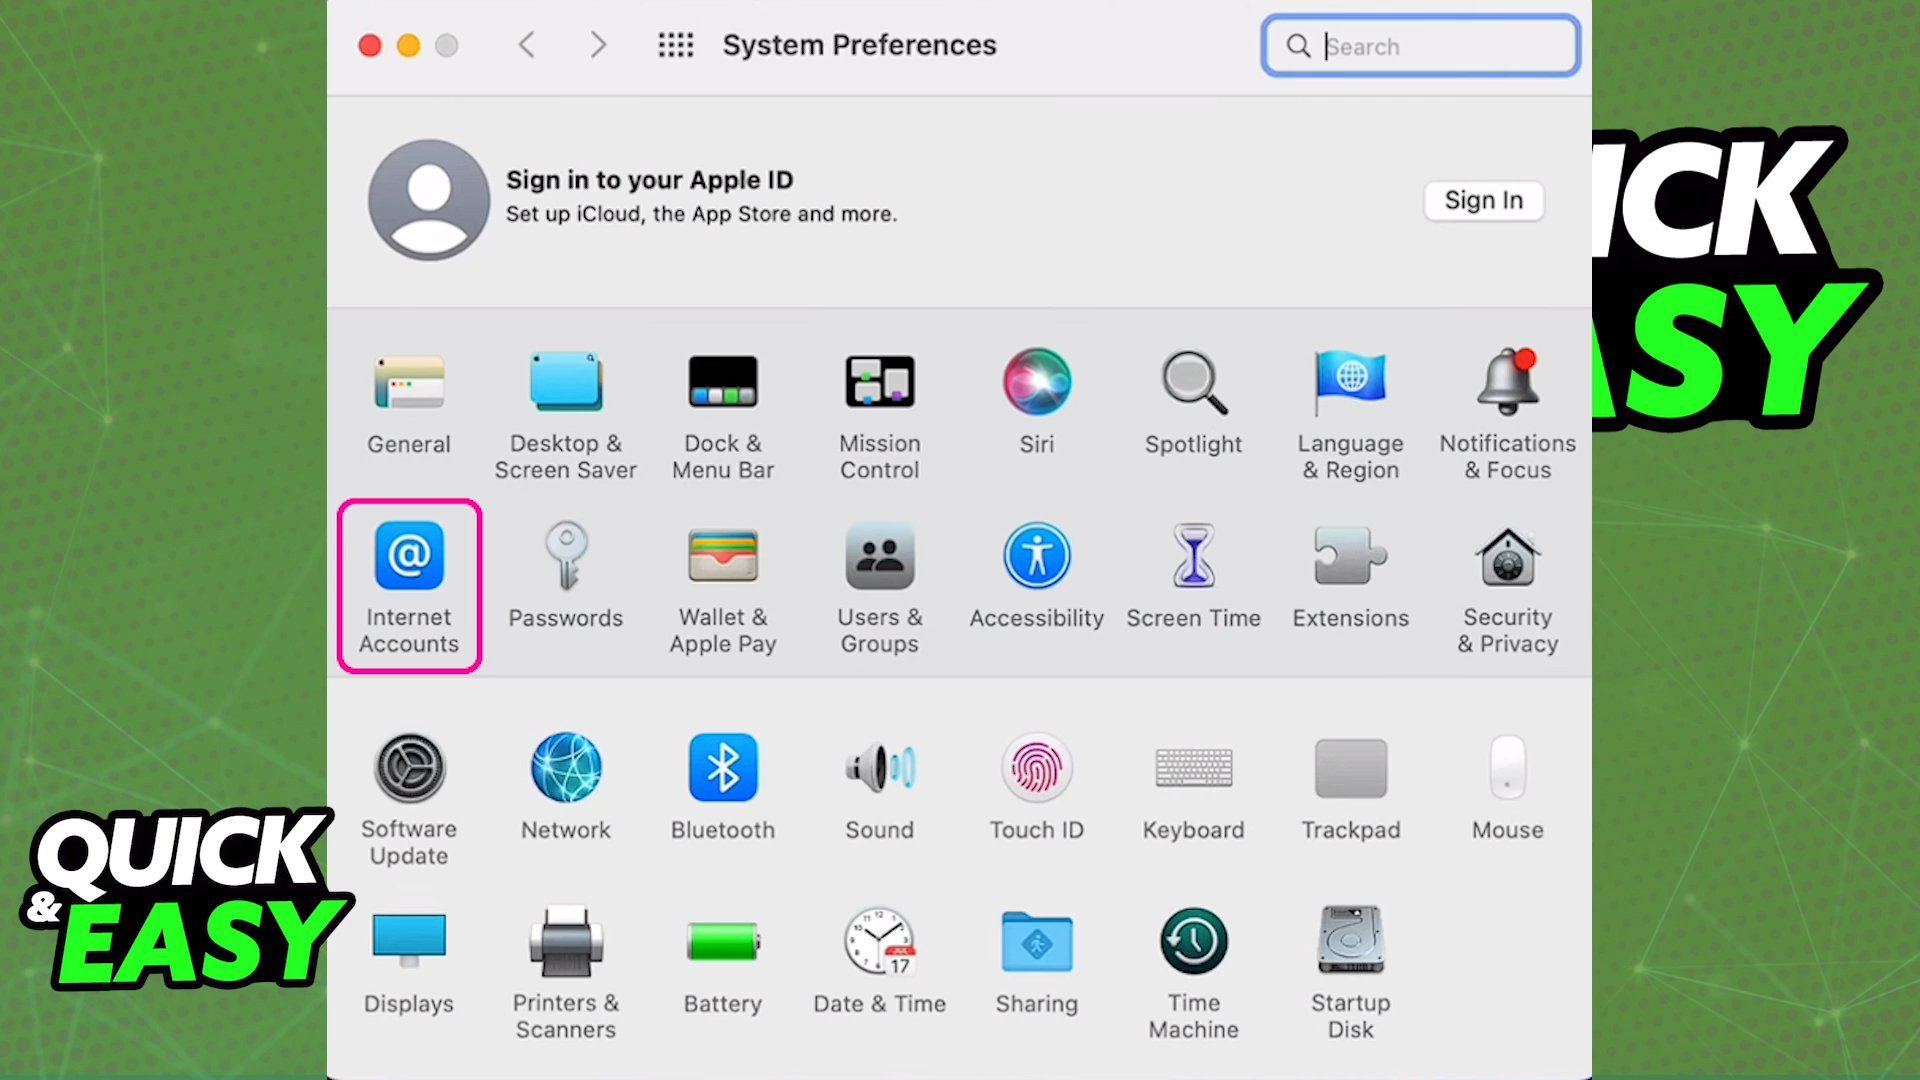 System Preferences
Search
Sign in to your Apple ID
Set up iCloud, the App Store and more.
Sign In
General
Desktop &
Screen Saver
Dock &
Menu Bar
Mission
Control
Siri
Spotlight
Language
& Region
Notifications
& Focus
Internet
Accounts
Passwords
Wallet &
Apple Pay
Users &
Groups
Accessibility
Screen Time
Extensions
Security
& Privacy
Software
Update
Network
Bluetooth
Sound
Touch ID
Keyboard
Trackpad
Mouse
Displays
Printers &
Scanners
Battery
JUL
17
Date & Time
Sharing
Time
Machine
Startup
Disk
QUICK
& EASY
ICK
ASY